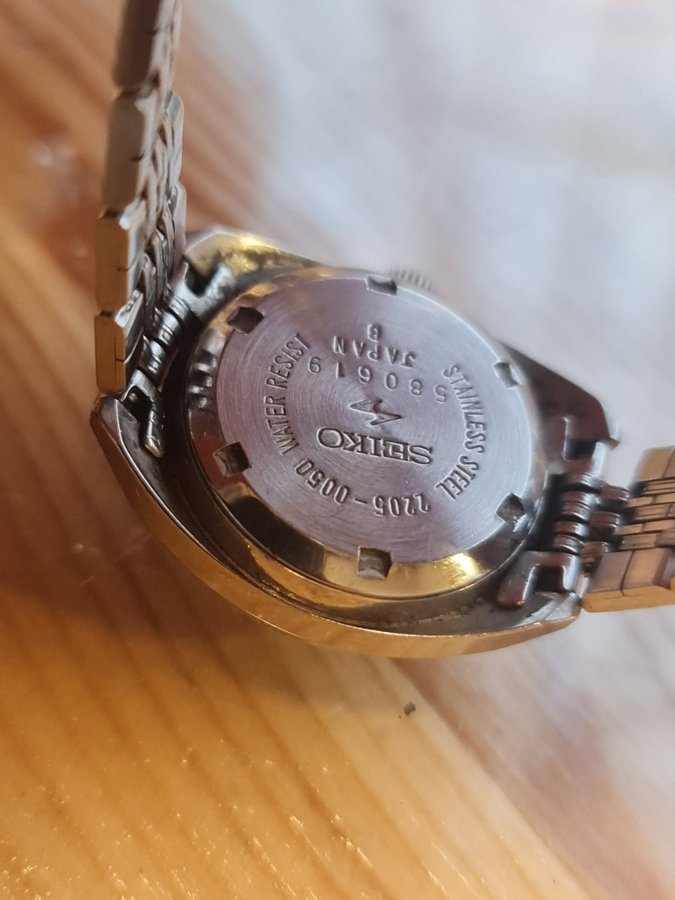 SEIKO
STAINLESS STEEL
2205-0050
WATER RESIST
580619
JAPAN
B